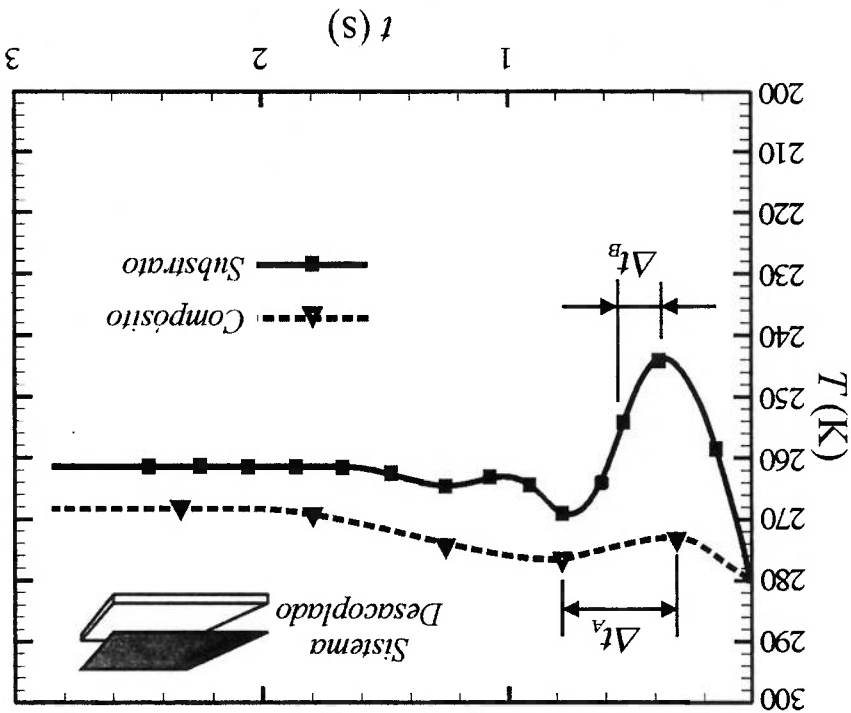 300
290
280
270
260
250
240
230
220
210
200
T (K)
1
2
3
t (s)
Sistema
Desacoplado
Δt_A
Δt_B
Compósito
Substrato